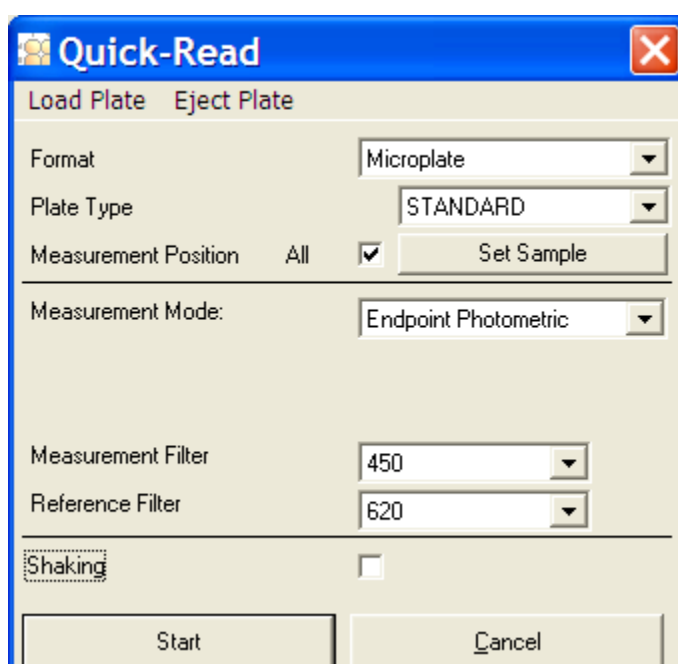 Quick-Read
Load Plate Eject Plate
Format Microplate
Plate Type STANDARD
Measurement Position All Set Sample
Measurement Mode: Endpoint Photometric
Measurement Filter 450
Reference Filter 620
Shaking
Start Cancel